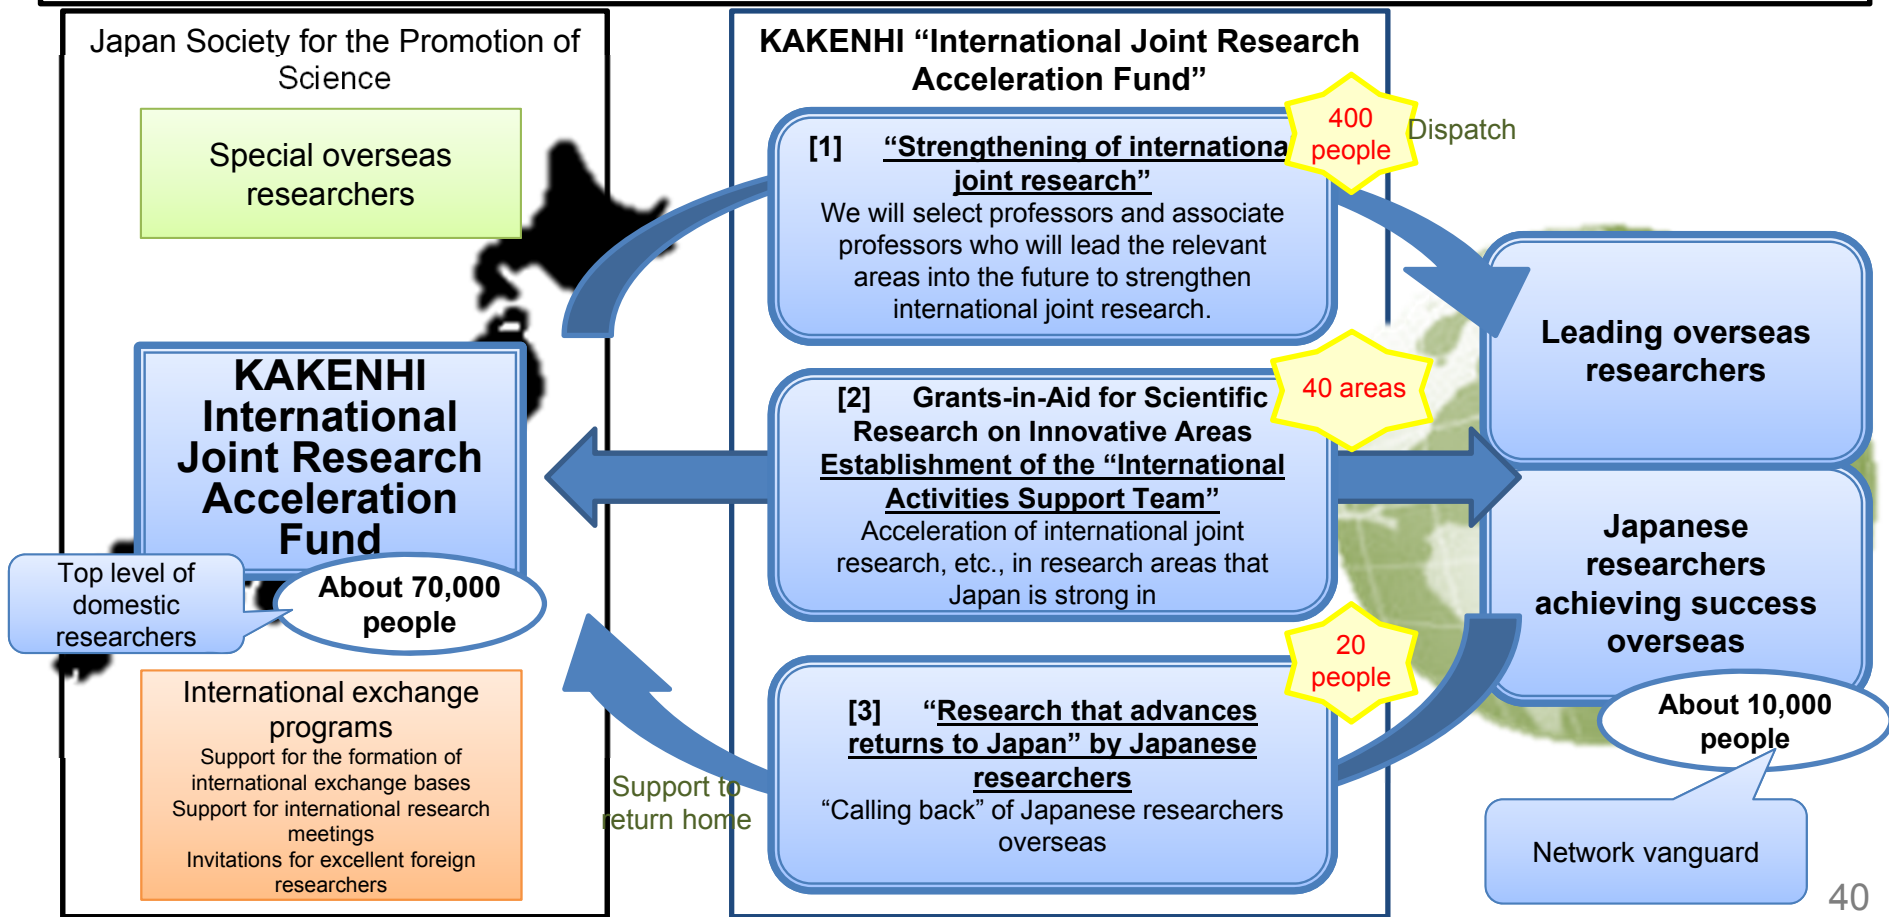 Japan Society for the Promotion of
Science
Special overseas
researchers
KAKENHI
International
Joint Research
Acceleration
Fund
Top level of
domestic
researchers
About 70,000
people
International exchange
programs
Support for the formation of
international exchange bases
Support for international research
meetings
Invitations for excellent foreign
researchers
KAKENHI “International Joint Research
Acceleration Fund”
[1] “Strengthening of internationa
joint research”
We will select professors and associate
professors who will lead the relevant
areas into the future to strengthen
international joint research.
400
people
Dispatch
[2] Grants-in-Aid for Scientific
Research on Innovative Areas
Establishment of the “International
Activities Support Team”
Acceleration of international joint
research, etc., in research areas that
Japan is strong in
40 areas
[3] “Research that advances
returns to Japan” by Japanese
researchers
“Calling back” of Japanese researchers
overseas
20
people
Support to
return home
Leading overseas
researchers
Japanese
researchers
achieving success
overseas
About 10,000
people
Network vanguard
40